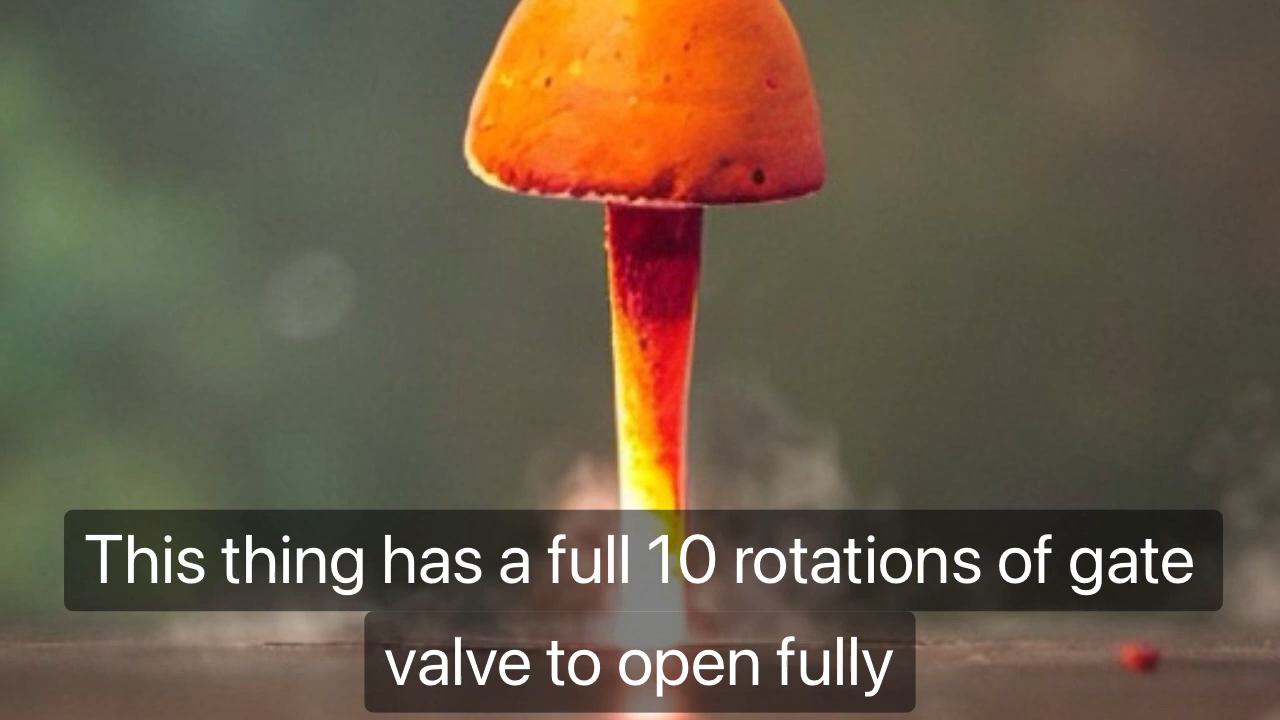 This thing has a full 10 rotations of gate
valve to open fully